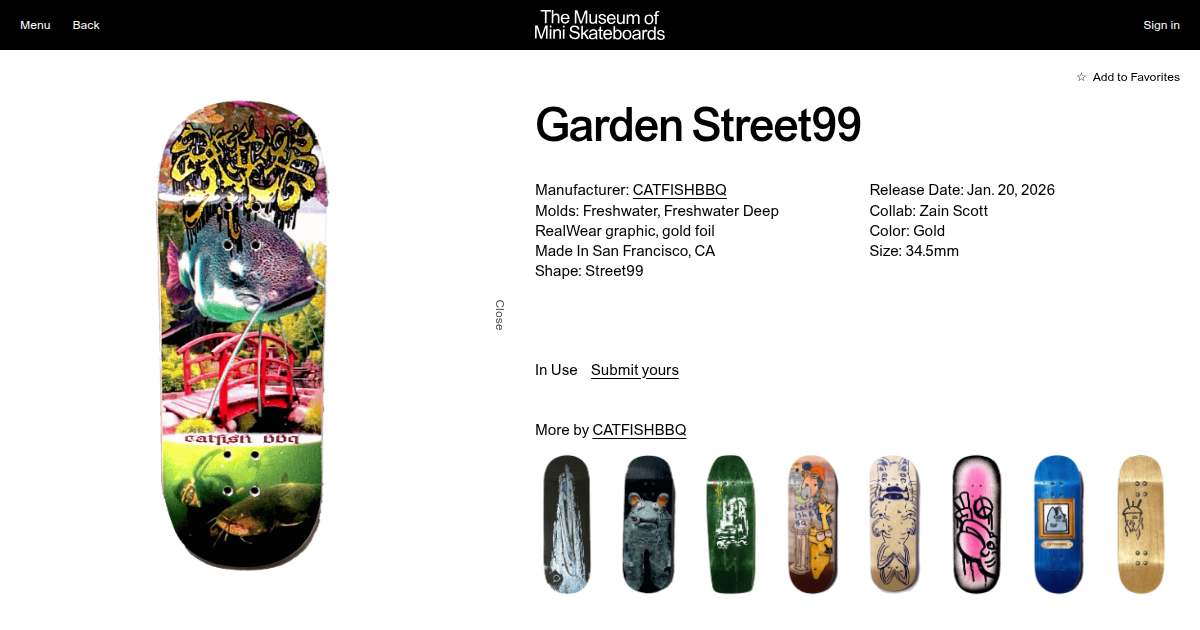 Menu
Back
The Museum of
Mini Skateboards
Sign in
☆ Add to Favorites
Garden Street99
Manufacturer: CATFISHBBQ
Molds: Freshwater, Freshwater Deep
RealWear graphic, gold foil
Made In San Francisco, CA
Shape: Street99
Release Date: Jan. 20, 2026
Collab: Zain Scott
Color: Gold
Size: 34.5mm
catfish BBQ
Close
In Use Submit yours
More by CATFISHBBQ